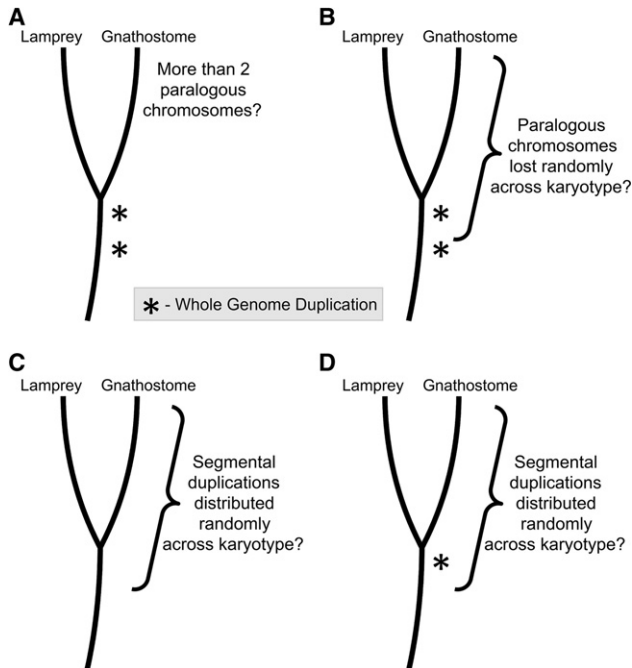 A
Lamprey Gnathostome
More than 2
paralogous
chromosomes?
*
*
B
Lamprey Gnathostome
Paralogous
chromosomes
lost randomly
across karyotype?
*
*
* - Whole Genome Duplication
C
Lamprey Gnathostome
Segmental
duplications
distributed
randomly
across karyotype?
D
Lamprey Gnathostome
Segmental
duplications
distributed
randomly
across karyotype?
*